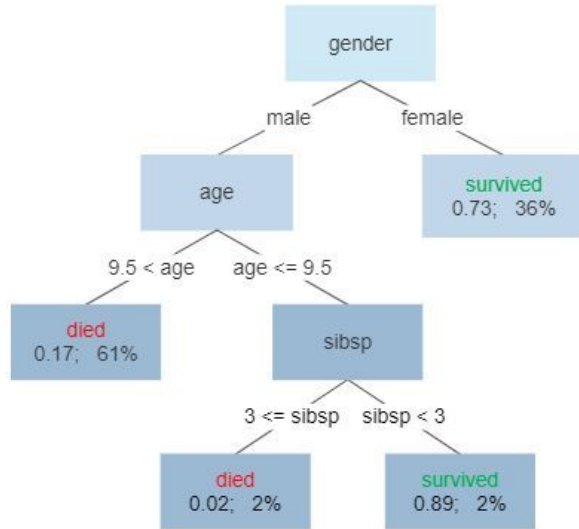 gender
male
female
age
survived
0.73; 36%
9.5 < age
age <= 9.5
died
0.17; 61%
sibsp
3 <= sibsp
sibsp < 3
died
0.02; 2%
survived
0.89; 2%